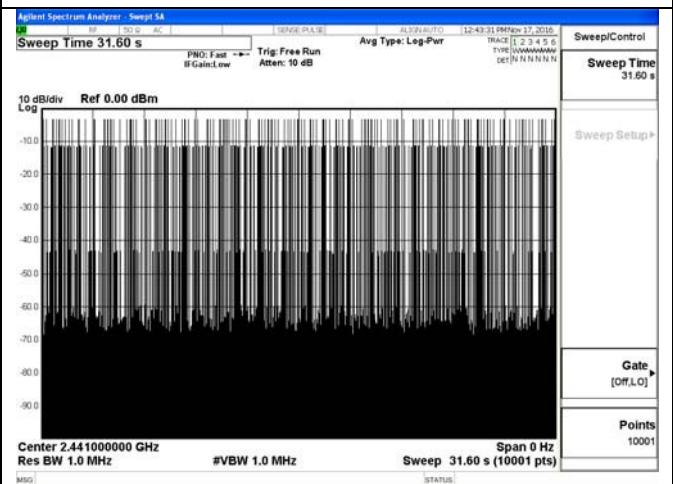 Agilent Spectrum Analyzer - Swept SA
RF 50 Ω AC SENSE:PULSE ALIGNAUTO 12:43:31 PM Nov 17, 2016
Sweep Time 31.60 s
PNO: Fast
IFGain:Low
Trig: Free Run
Atten: 10 dB
Avg Type: Log-Pwr
TRACE 1 2 3 4 5 6
TYPE
DET N N N N N N
Sweep/Control
Sweep Time
31.60 s
Sweep Setup
Gate
[Off,LO]
Points
10001
10 dB/div Ref 0.00 dBm
Log
-10.0
-20.0
-30.0
-40.0
-50.0
-60.0
-70.0
-80.0
-90.0
Center 2.441000000 GHz Span 0 Hz
Res BW 1.0 MHz #VBW 1.0 MHz Sweep 31.60 s (10001 pts)
MSG STATUS